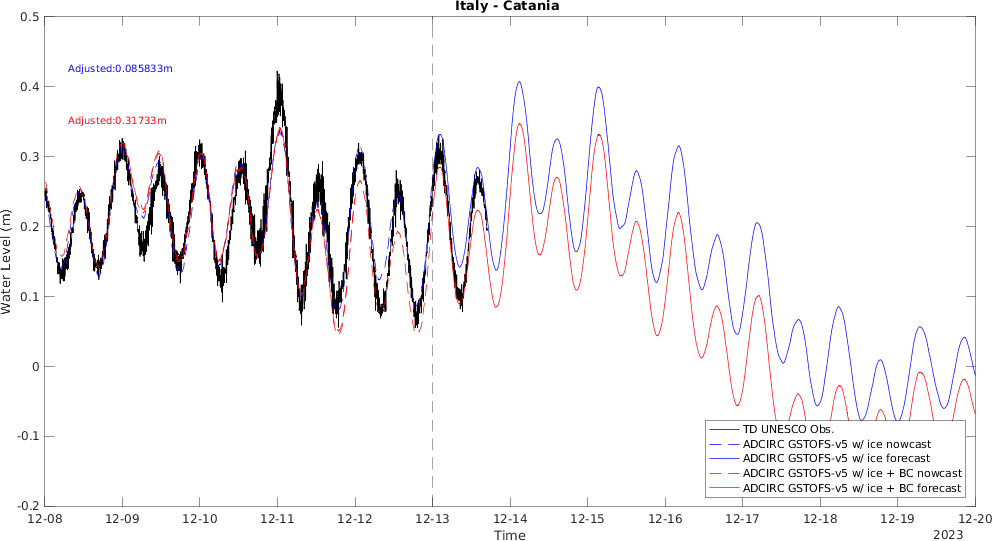 Italy - Catania
0.5
0.4
0.3
0.2
0.1
0
-0.1
-0.2
Water Level (m)
Adjusted:0.085833m
Adjusted:0.31733m
TD UNESCO Obs.
ADCIRC GSTOFS-v5 w/ ice nowcast
ADCIRC GSTOFS-v5 w/ ice forecast
ADCIRC GSTOFS-v5 w/ ice + BC nowcast
ADCIRC GSTOFS-v5 w/ ice + BC forecast
12-08 12-09 12-10 12-11 12-12 12-13 12-14 12-15 12-16 12-17 12-18 12-19 12-20
Time
2023